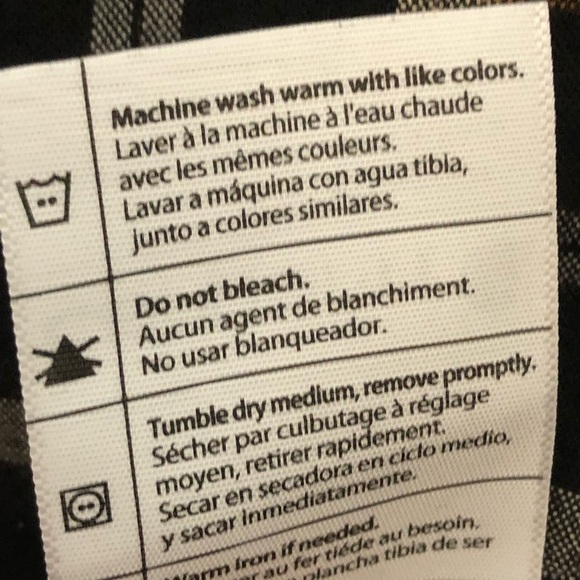 Machine wash warm with like colors.
Laver à la machine à l'eau chaude
avec les mêmes couleurs.
Lavar a máquina con agua tibia,
junto a colores similares.
Do not bleach.
Aucun agent de blanchiment.
No usar blanqueador.
Tumble dry medium, remove promptly.
Sécher par culbutage à réglage
moyen, retirer rapidement.
Secar en secadora en ciclo medio,
y sacar inmediatamente.
Warm iron if needed.
au fer tiéde au besoin.
plancha tibia de ser